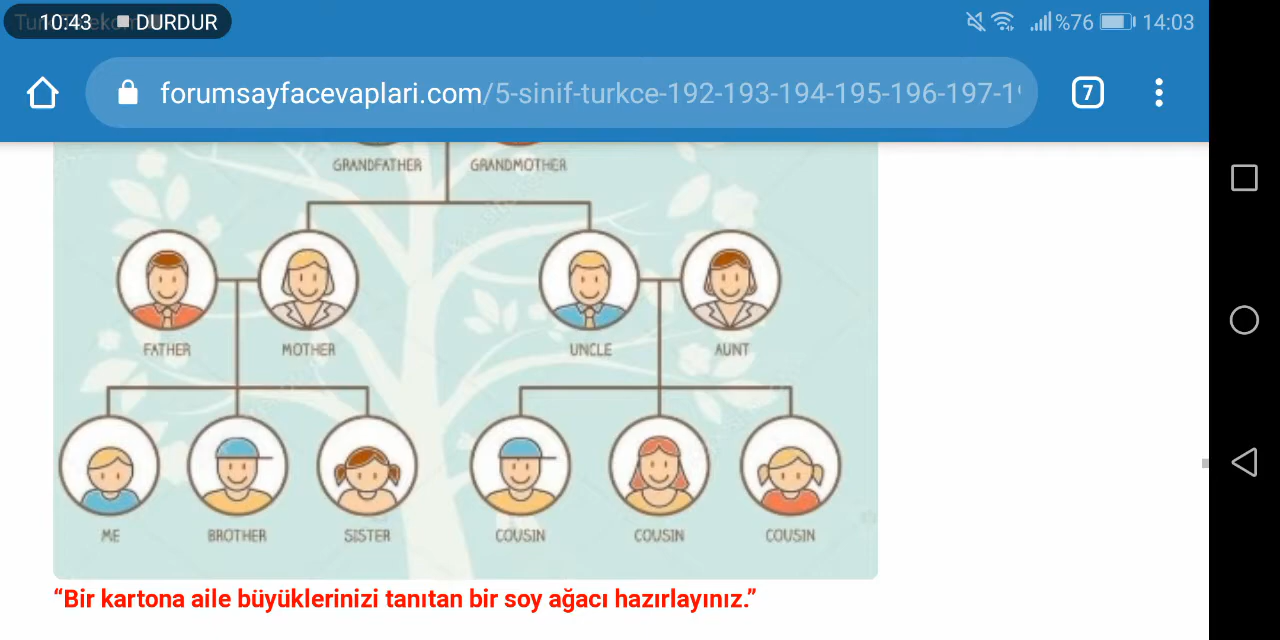 10:43 DURDUR %76 14:03
forumsayfacevaplari.com/5-sinif-turkce-192-193-194-195-196-197-1 7
GRANDFATHER GRANDMOTHER
FATHER MOTHER UNCLE AUNT
ME BROTHER SISTER COUSIN COUSIN COUSIN
“Bir kartona aile büyüklerinizi tanıtan bir soy ağacı hazırlayınız.”